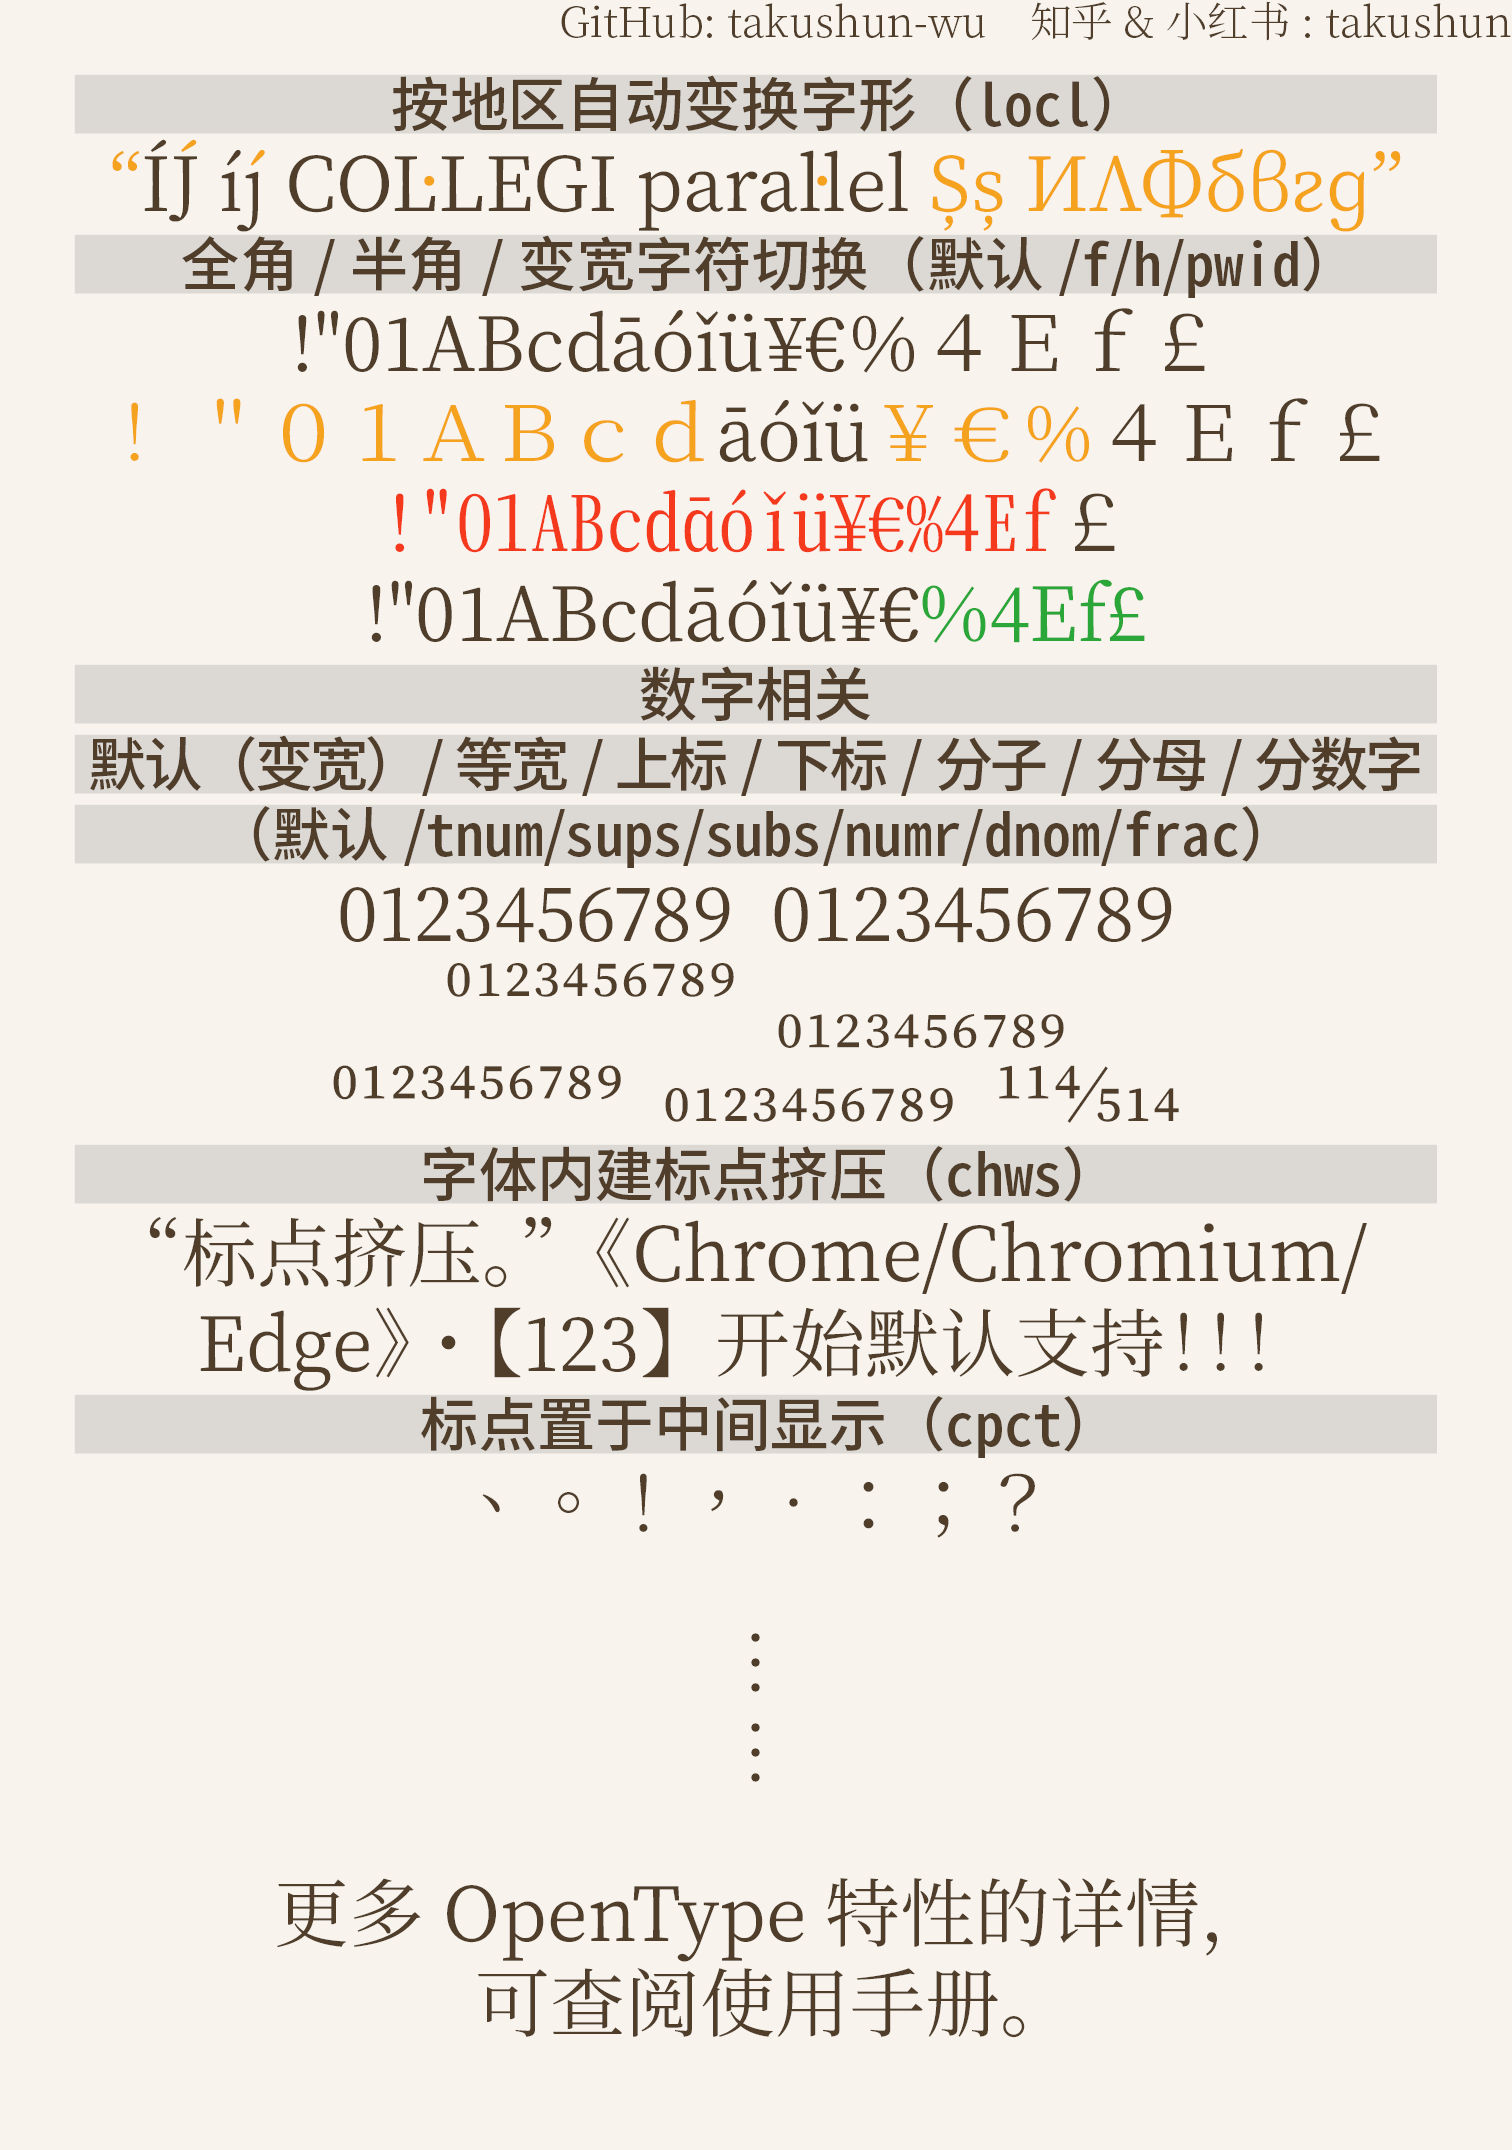 GitHub: takushun-wu 知乎 & 小红书 : takushun
按地区自动变换字形（locl）
“ÍJ́ íj́ COĿLEGI paraŀlel Șș ИЛФбвгд”
全角 / 半角 / 变宽字符切换（默认 /f/h/pwid）
!"01ABcdāóǐü¥€%４Ｅｆ￡
！＂０１ＡＢｃｄāóǐü￥€％４Ｅｆ￡
!"01ABcdāóǐü¥€%4Ef￡
!"01ABcdāóǐü¥€%4Ef£
数字相关
默认（变宽）/ 等宽 / 上标 / 下标 / 分子 / 分母 / 分数字
（默认 /tnum/sups/subs/numr/dnom/frac）
0123456789 0123456789
0123456789
0123456789
0123456789 0123456789 114⁄514
字体内建标点挤压（chws）
“标点挤压。”《Chrome/Chromium/
Edge》·【123】开始默认支持！！！
标点置于中间显示（cpct）
、。！，．：；？
⋮
⋮
更多 OpenType 特性的详情，
可查阅使用手册。